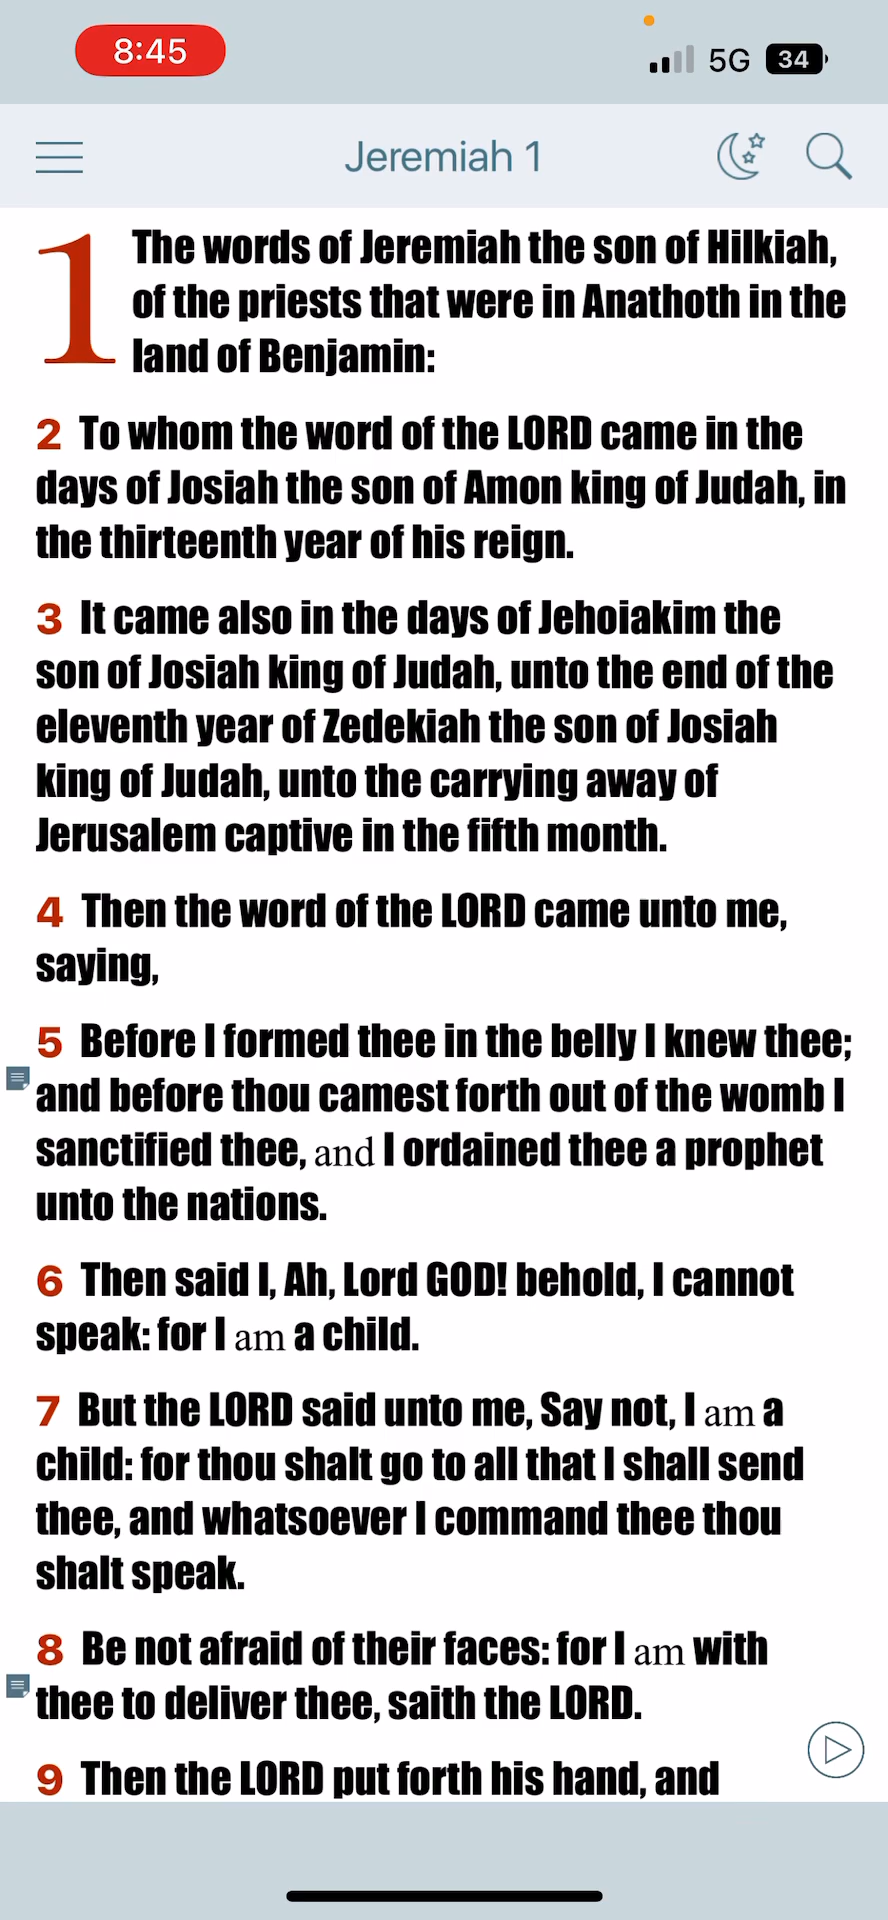 8:45
5G 34
Jeremiah 1
1 The words of Jeremiah the son of Hilkiah,
of the priests that were in Anathoth in the
land of Benjamin:
2 To whom the word of the LORD came in the
days of Josiah the son of Amon king of Judah, in
the thirteenth year of his reign.
3 It came also in the days of Jehoiakim the
son of Josiah king of Judah, unto the end of the
eleventh year of Zedekiah the son of Josiah
king of Judah, unto the carrying away of
Jerusalem captive in the fifth month.
4 Then the word of the LORD came unto me,
saying,
5 Before I formed thee in the belly I knew thee;
and before thou camest forth out of the womb I
sanctified thee, and I ordained thee a prophet
unto the nations.
6 Then said I, Ah, Lord GOD! behold, I cannot
speak: for I am a child.
7 But the LORD said unto me, Say not, I am a
child: for thou shalt go to all that I shall send
thee, and whatsoever I command thee thou
shalt speak.
8 Be not afraid of their faces: for I am with
thee to deliver thee, saith the LORD.
9 Then the LORD put forth his hand, and